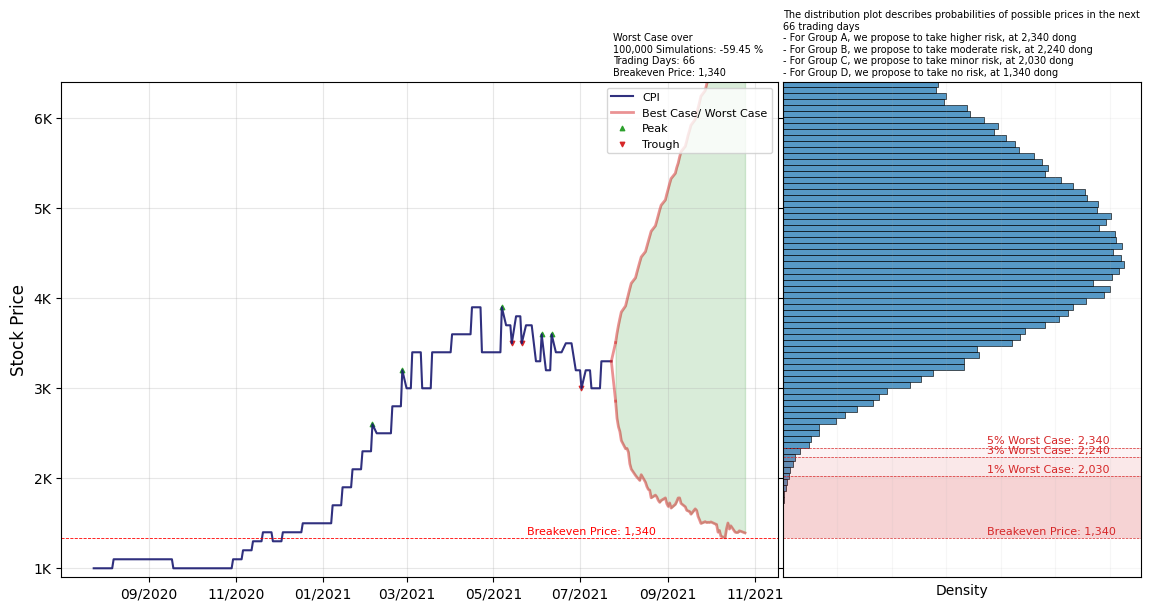 Worst Case over
100,000 Simulations: -59.45 %
Trading Days: 66
Breakeven Price: 1,340
The distribution plot describes probabilities of possible prices in the next
66 trading days
- For Group A, we propose to take higher risk, at 2,340 dong
- For Group B, we propose to take moderate risk, at 2,240 dong
- For Group C, we propose to take minor risk, at 2,030 dong
- For Group D, we propose to take no risk, at 1,340 dong
CPI
Best Case/ Worst Case
Peak
Trough
Stock Price
6K
5K
4K
3K
2K
1K
Breakeven Price: 1,340
09/2020
11/2020
01/2021
03/2021
05/2021
07/2021
09/2021
11/2021
5% Worst Case: 2,340
3% Worst Case: 2,240
1% Worst Case: 2,030
Breakeven Price: 1,340
Density